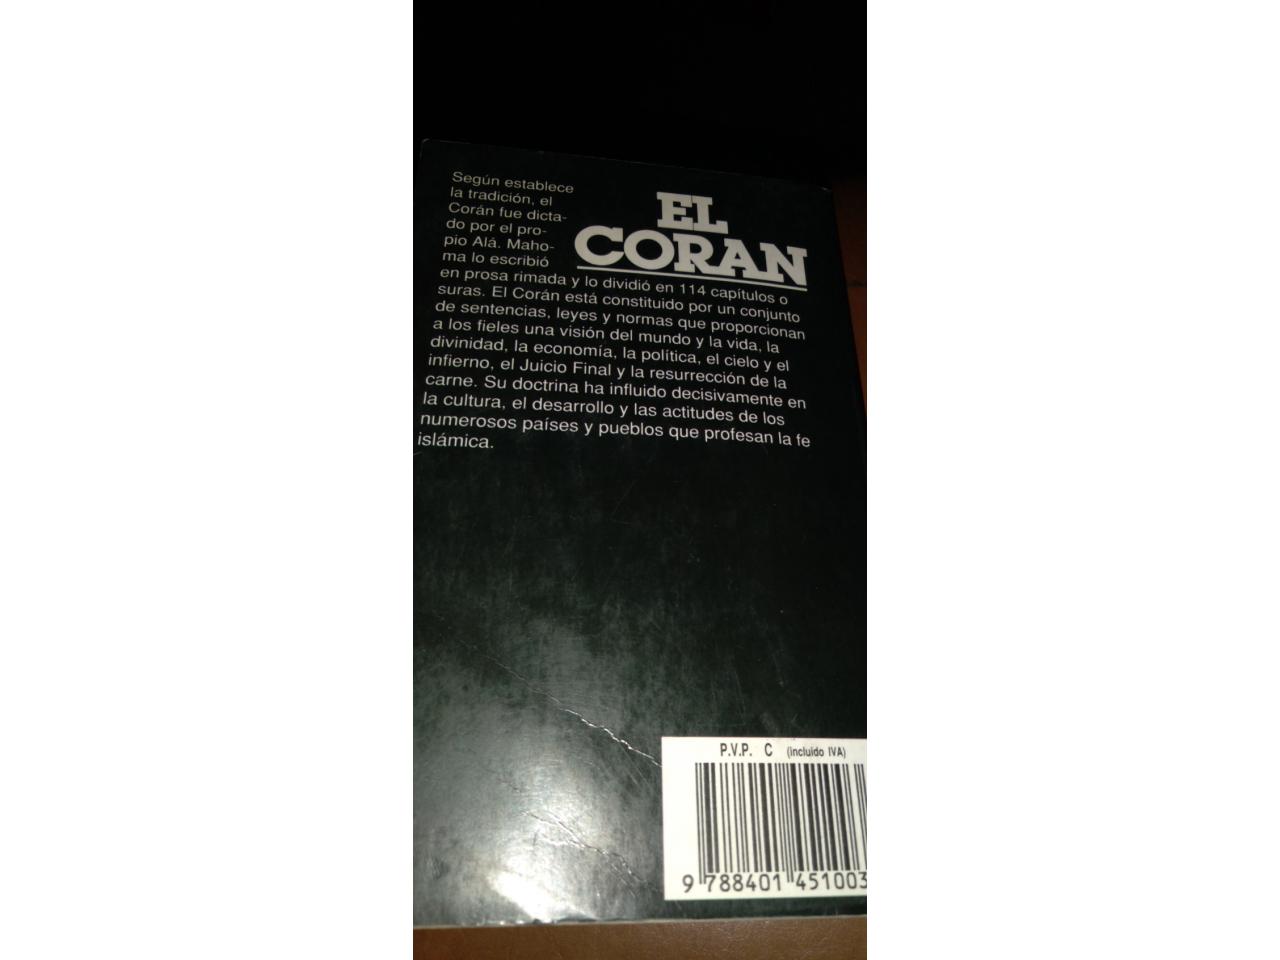 Según establece
la tradición, el
Corán fue dicta-
do por el pro-
pio Alá. Maho-
ma lo escribió
EL
CORAN
en prosa rimada y lo dividió en 114 capítulos o
suras. El Corán está constituido por un conjunto
de sentencias, leyes y normas que proporcionan
a los fieles una visión del mundo y la vida, la
divinidad, la economía, la política, el cielo y el
infierno, el Juicio Final y la resurrección de la
carne. Su doctrina ha influido decisivamente en
la cultura, el desarrollo y las actitudes de los
numerosos países y pueblos que profesan la fe
islámica.
P.V.P. C (incluido IVA)
9 788401 451003